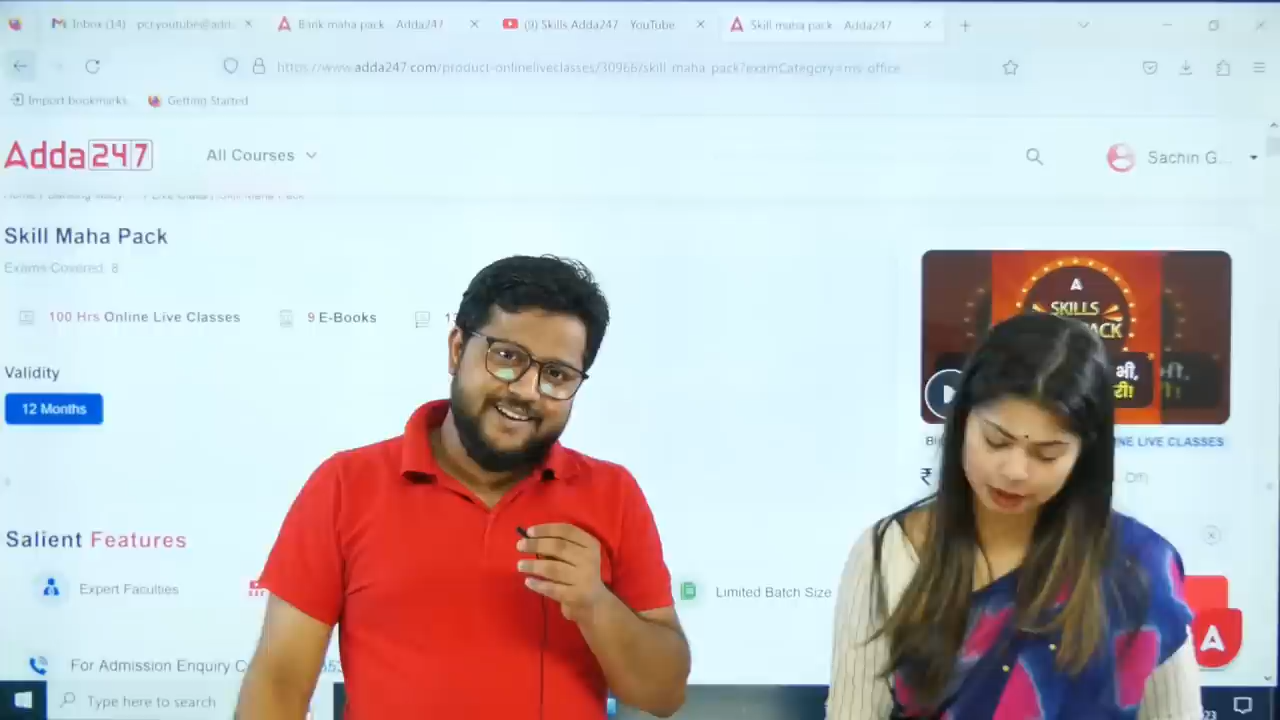 Inbox (14)
Bank maha pack - Adda247
(9) Skills Adda247 - YouTube
Skill maha pack - Adda247
https://www.adda247.com/product-onlineliveclasses/30966/skill-maha-pack?examCategory=ms-office
Import bookmarks...
Getting Started
Adda247
All Courses
Sachin G...
Skill Maha Pack
Exams Covered: 8
100 Hrs Online Live Classes
9 E-Books
Validity
12 Months
SKILLS
भी,
री!
NE LIVE CLASSES
₹
Off)
Salient Features
Expert Faculties
Limited Batch Size
For Admission Enquiry
Type here to search